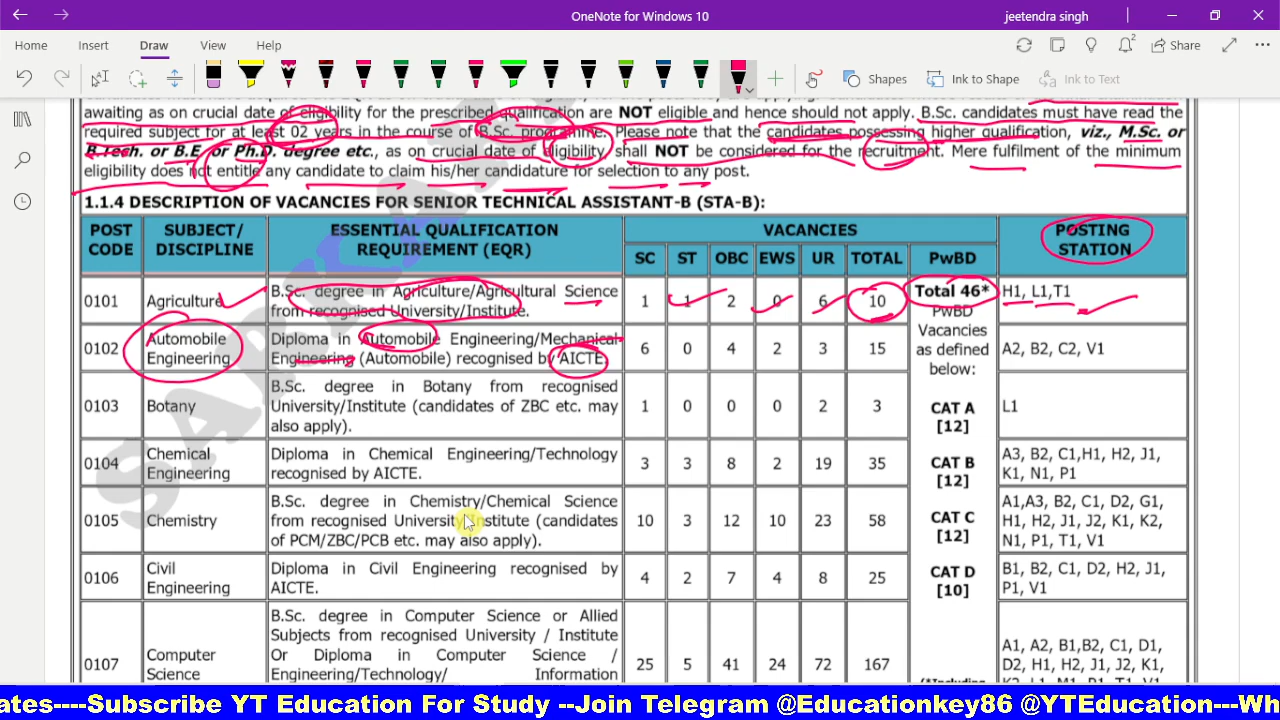 OneNote for Windows 10
jeetendra singh
Home Insert Draw View Help
Share
Shapes
Ink to Shape
Ink to Text
awaiting as on crucial date of eligibility for the prescribed qualification are NOT eligible and hence should not apply. B.Sc. candidates must have read the
required subject for at least 02 years in the course of B.Sc. programme. Please note that the candidates possessing higher qualification, viz., M.Sc. or
B.Tech. or B.E. or Ph.D. degree etc., as on crucial date of eligibility shall NOT be considered for the recruitment. Mere fulfilment of the minimum
eligibility does not entitle any candidate to claim his/her candidature for selection to any post.
1.1.4 DESCRIPTION OF VACANCIES FOR SENIOR TECHNICAL ASSISTANT-B (STA-B):
POST CODE SUBJECT/ DISCIPLINE ESSENTIAL QUALIFICATION REQUIREMENT (EQR) VACANCIES POSTING STATION
SC ST OBC EWS UR TOTAL PwBD
0101 Agriculture B.Sc. degree in Agriculture/Agricultural Science
from recognised University/Institute. 1 1 2 0 6 10 H1, L1,T1
Total 46*
PwBD
Vacancies
as defined
below:
0102 Automobile Engineering Diploma in Automobile Engineering/Mechanical
Engineering (Automobile) recognised by AICTE. 6 0 4 2 3 15 A2, B2, C2, V1
0103 Botany B.Sc. degree in Botany from recognised
University/Institute (candidates of ZBC etc. may
also apply). 1 0 0 0 2 3 L1
CAT A
[12]
0104 Chemical Engineering Diploma in Chemical Engineering/Technology
recognised by AICTE. 3 3 8 2 19 35 A3, B2, C1,H1, H2, J1,
K1, N1, P1
CAT B
[12]
0105 Chemistry B.Sc. degree in Chemistry/Chemical Science
from recognised University/Institute (candidates
of PCM/ZBC/PCB etc. may also apply). 10 3 12 10 23 58 A1,A3, B2, C1, D2, G1,
H1, H2, J1, J2, K1, K2,
N1, P1, T1, V1
CAT C
[12]
0106 Civil Engineering Diploma in Civil Engineering recognised by
AICTE. 4 2 7 4 8 25 B1, B2, C1, D2, H2, J1,
P1, V1
CAT D
[10]
0107 Computer Science B.Sc. degree in Computer Science or Allied
Subjects from recognised University / Institute
Or Diploma in Computer Science /
Engineering/Technology/ Information 25 5 41 24 72 167 A1, A2, B1,B2, C1, D1,
D2, H1, H2, J1, J2, K1,
ates----Subscribe YT Education For Study --Join Telegram @Educationkey86 @YTEducation---Wh